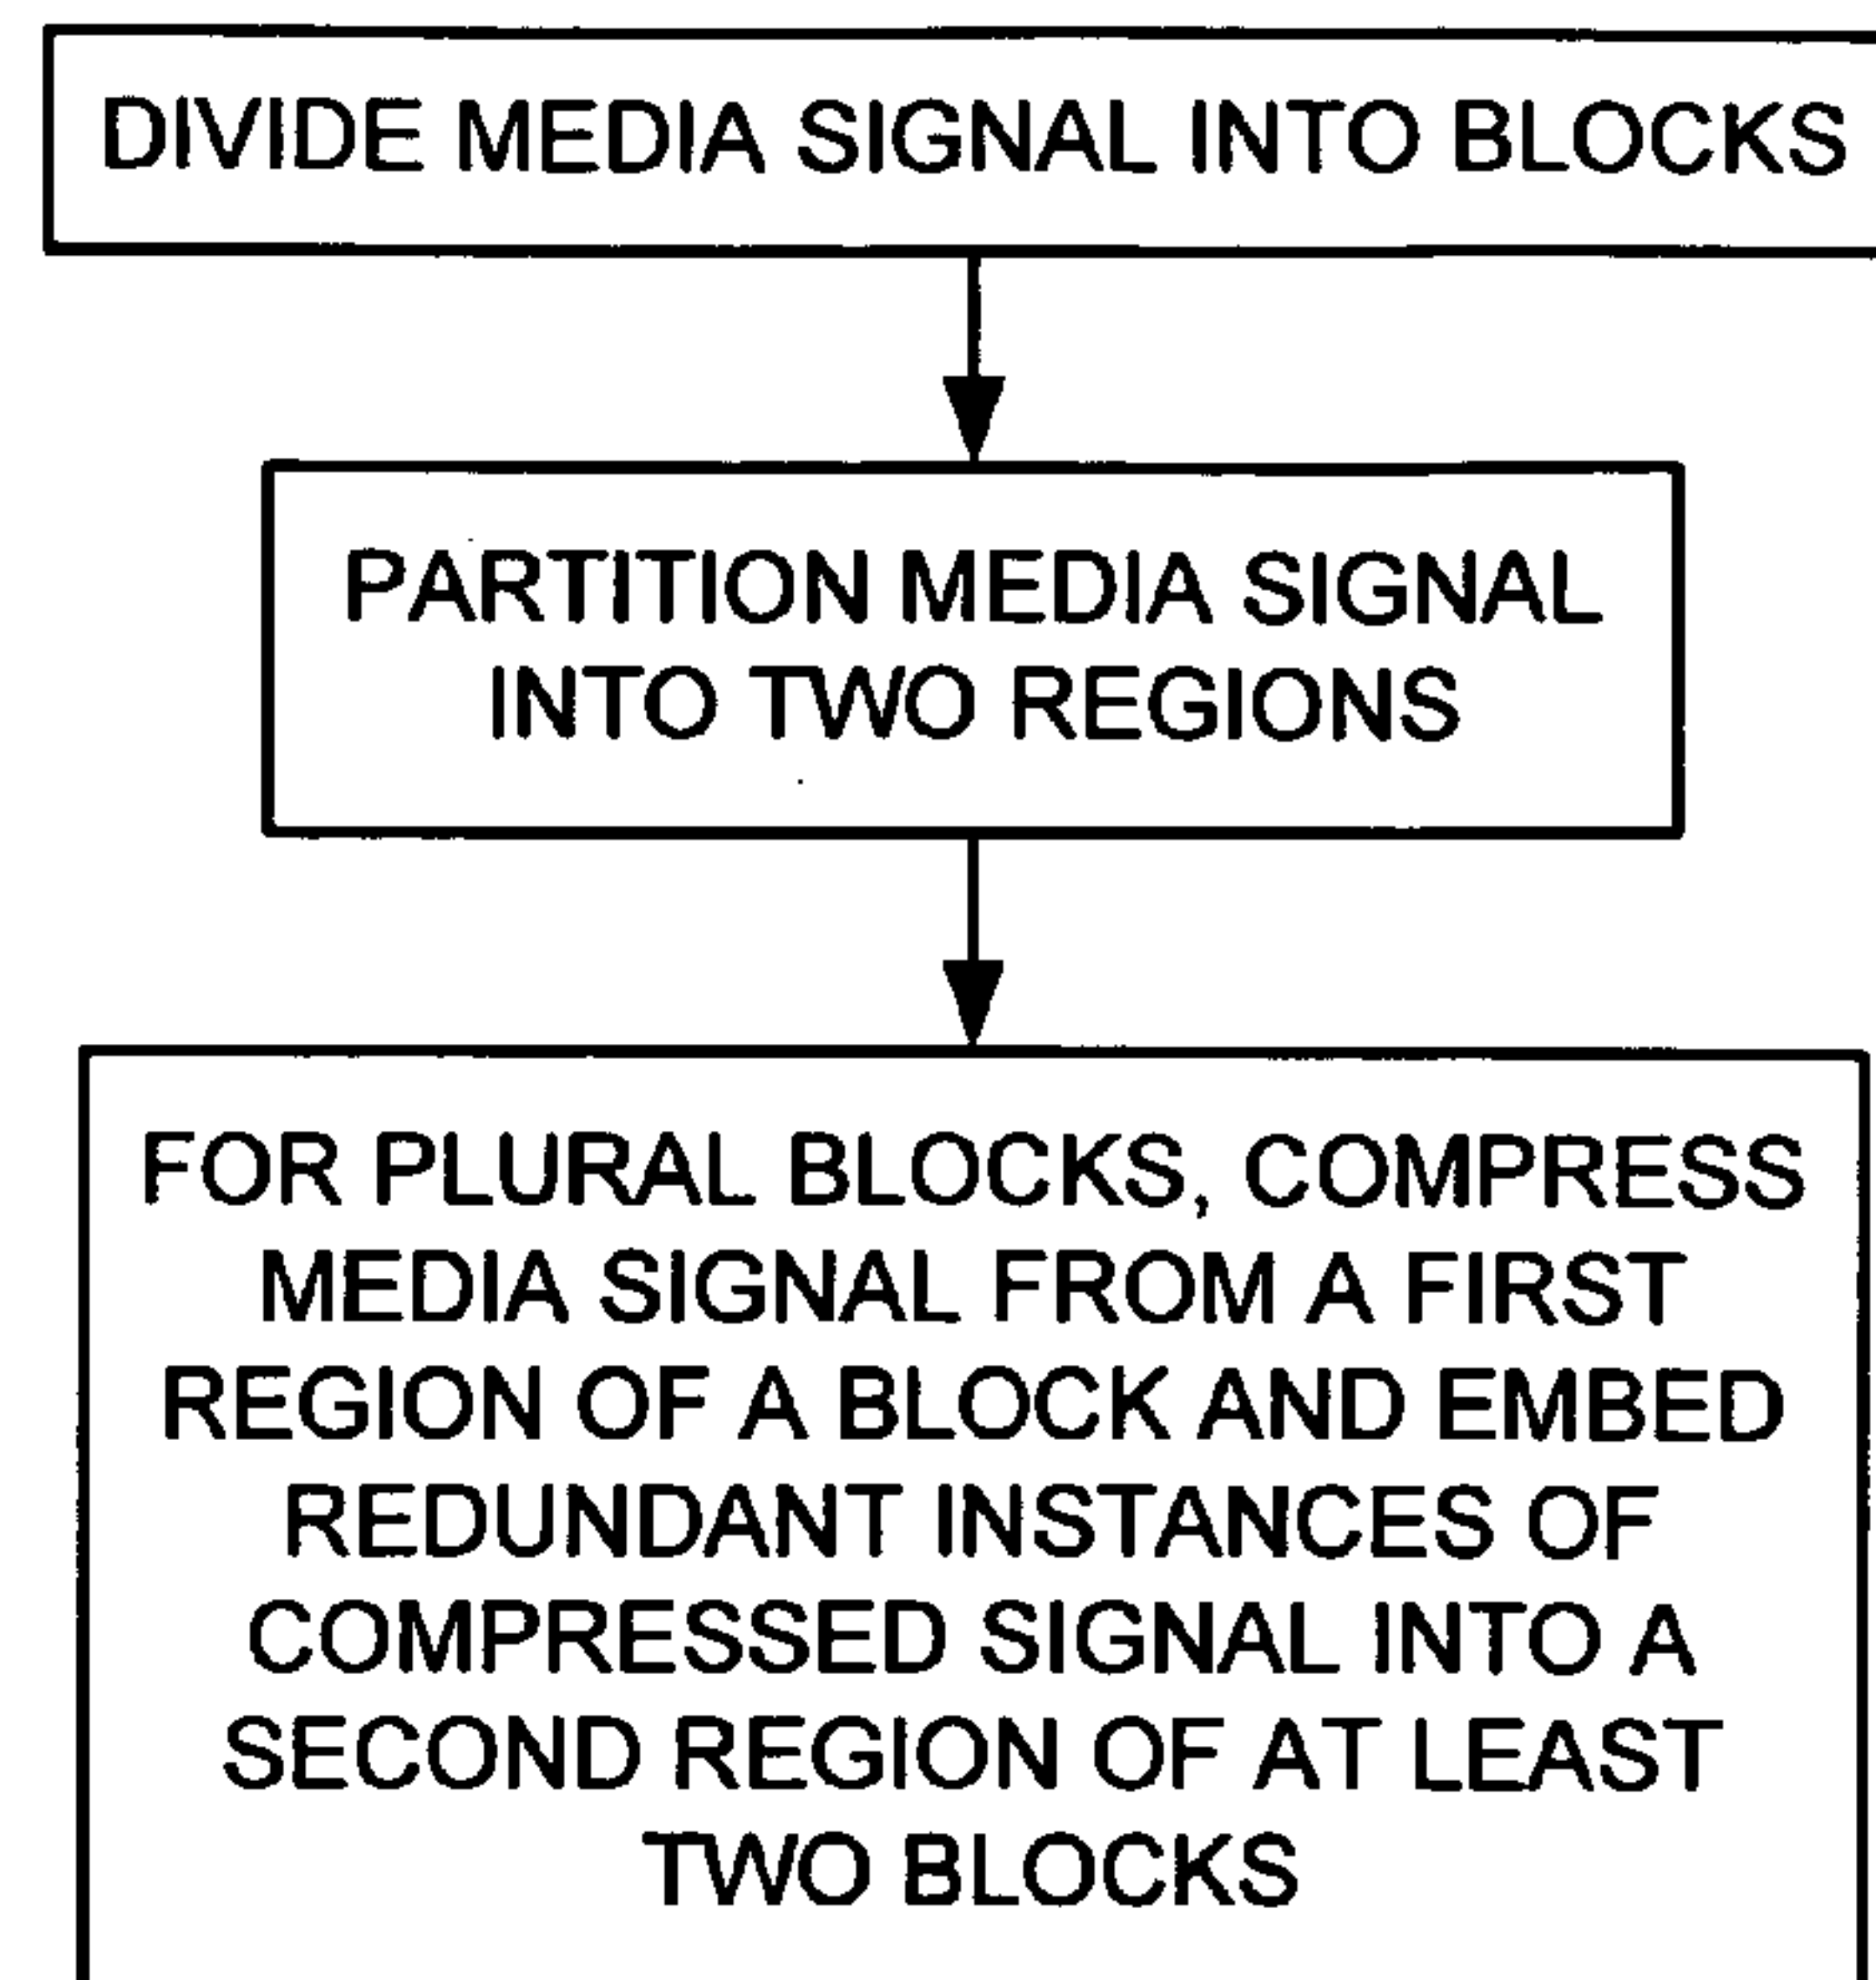 DIVIDE MEDIA SIGNAL INTO BLOCKS
PARTITION MEDIA SIGNAL
INTO TWO REGIONS
FOR PLURAL BLOCKS, COMPRESS
MEDIA SIGNAL FROM A FIRST
REGION OF A BLOCK AND EMBED
REDUNDANT INSTANCES OF
COMPRESSED SIGNAL INTO A
SECOND REGION OF AT LEAST
TWO BLOCKS